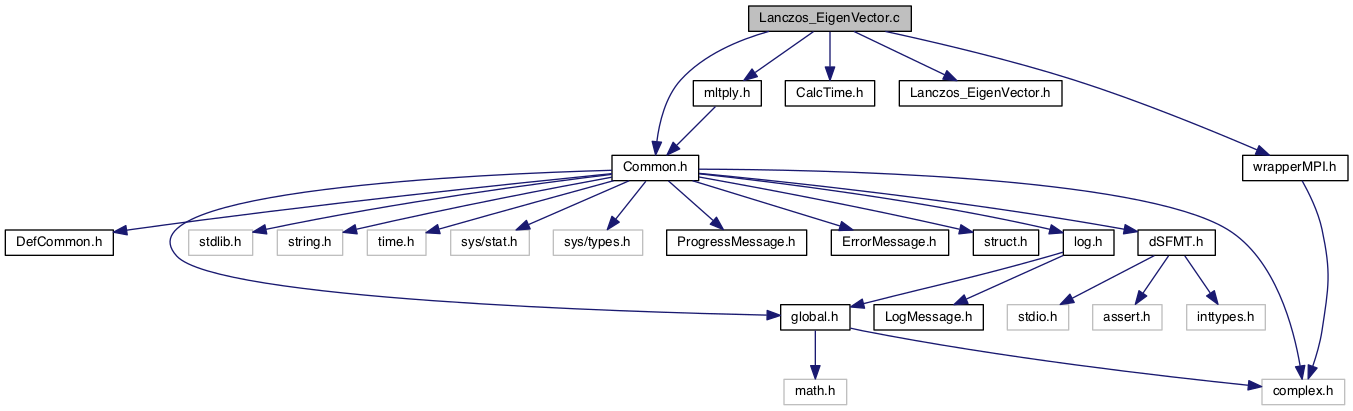 Lanczos_EigenVector.c
mltply.h
CalcTime.h
Lanczos_EigenVector.h
Common.h
wrapperMPI.h
DefCommon.h
stdlib.h
string.h
time.h
sys/stat.h
sys/types.h
ProgressMessage.h
ErrorMessage.h
struct.h
log.h
dSFMT.h
global.h
LogMessage.h
stdio.h
assert.h
inttypes.h
math.h
complex.h